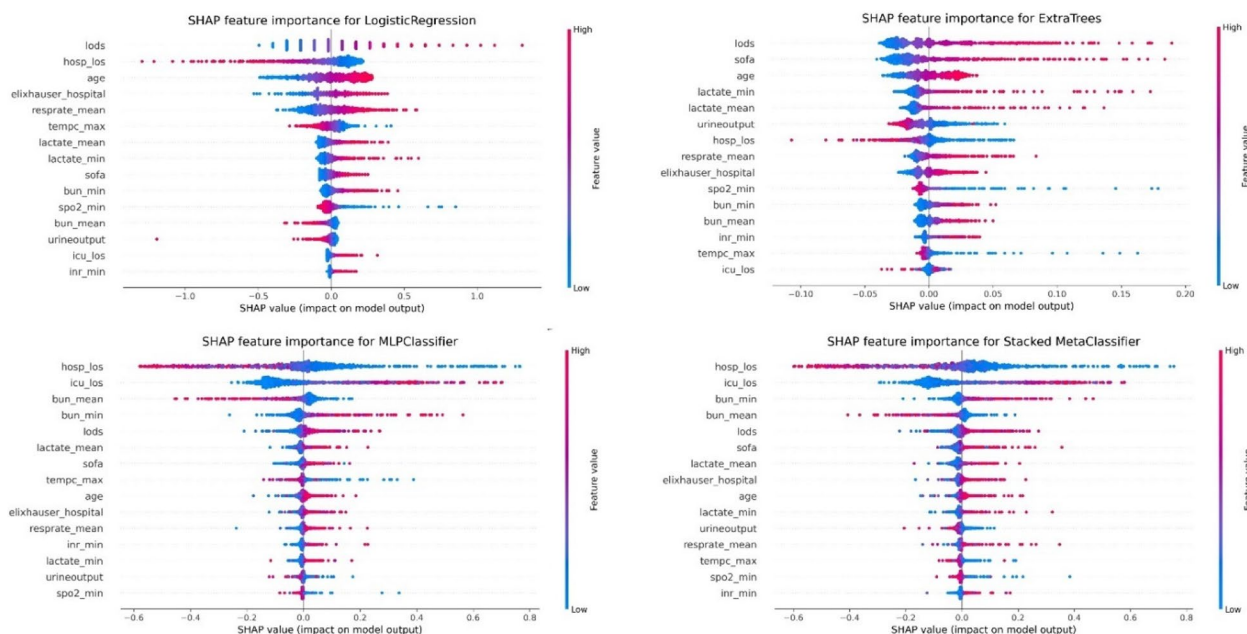 SHAP feature importance for LogisticRegression
High
lods
hosp_los
age
elixhauser_hospital
resprate_mean
tempc_max
lactate_mean
lactate_min
sofa
bun_min
spo2_min
bun_mean
urineoutput
icu_los
inr_min
Feature value
Low
−1.0 −0.5 0.0 0.5 1.0
SHAP value (impact on model output)
SHAP feature importance for ExtraTrees
High
lods
sofa
age
lactate_min
lactate_mean
urineoutput
hosp_los
resprate_mean
elixhauser_hospital
spo2_min
bun_min
bun_mean
inr_min
tempc_max
icu_los
Feature value
Low
−0.10 −0.05 0.00 0.05 0.10 0.15 0.20
SHAP value (impact on model output)
SHAP feature importance for MLPClassifier
High
hosp_los
icu_los
bun_mean
bun_min
lods
lactate_mean
sofa
tempc_max
age
elixhauser_hospital
resprate_mean
inr_min
lactate_min
urineoutput
spo2_min
Feature value
Low
−0.6 −0.4 −0.2 0.0 0.2 0.4 0.6 0.8
SHAP value (impact on model output)
SHAP feature importance for Stacked MetaClassifier
High
hosp_los
icu_los
bun_min
bun_mean
lods
sofa
lactate_mean
elixhauser_hospital
age
lactate_min
urineoutput
resprate_mean
tempc_max
spo2_min
inr_min
Feature value
Low
−0.6 −0.4 −0.2 0.0 0.2 0.4 0.6 0.8
SHAP value (impact on model output)